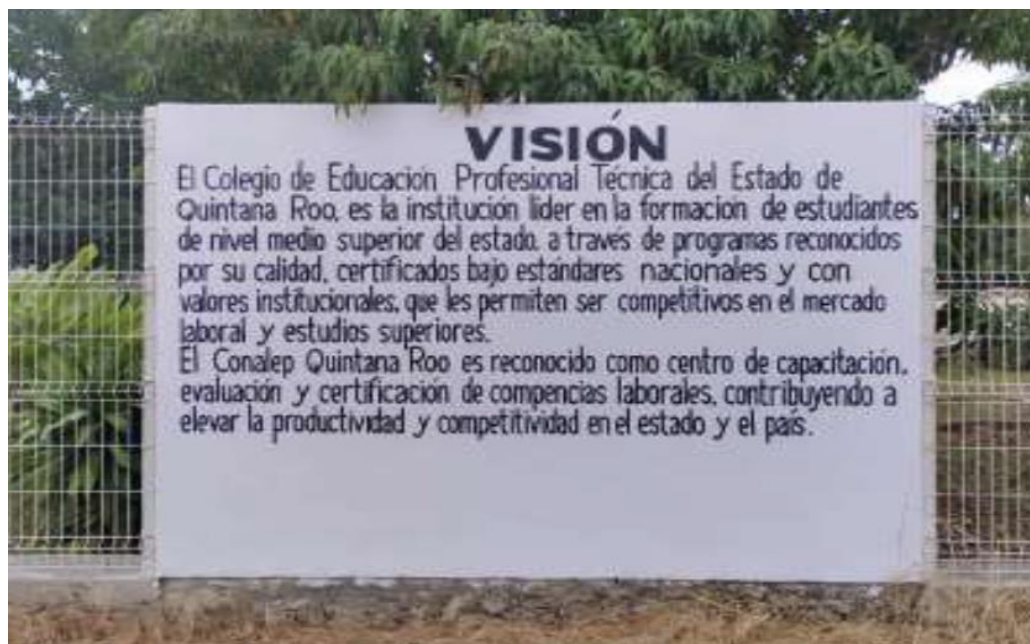 VISIÓN
El Colegio de Educación Profesional Técnica del Estado de
Quintana Roo, es la institución lider en la formacion de estudiantes
de nivel medio superior del estado, a través de programas reconocidos
por su calidad, certificados bajo estándares nacionales y con
valores institucionales, que les permiten ser competitivos en el mercado
laboral y estudios superiores.
El Conalep Quintana Roo es reconocido como centro de capacitación,
evaluación y certificación de compencias laborales, contribuyendo a
elevar la productividad y competitividad en el estado y el país.